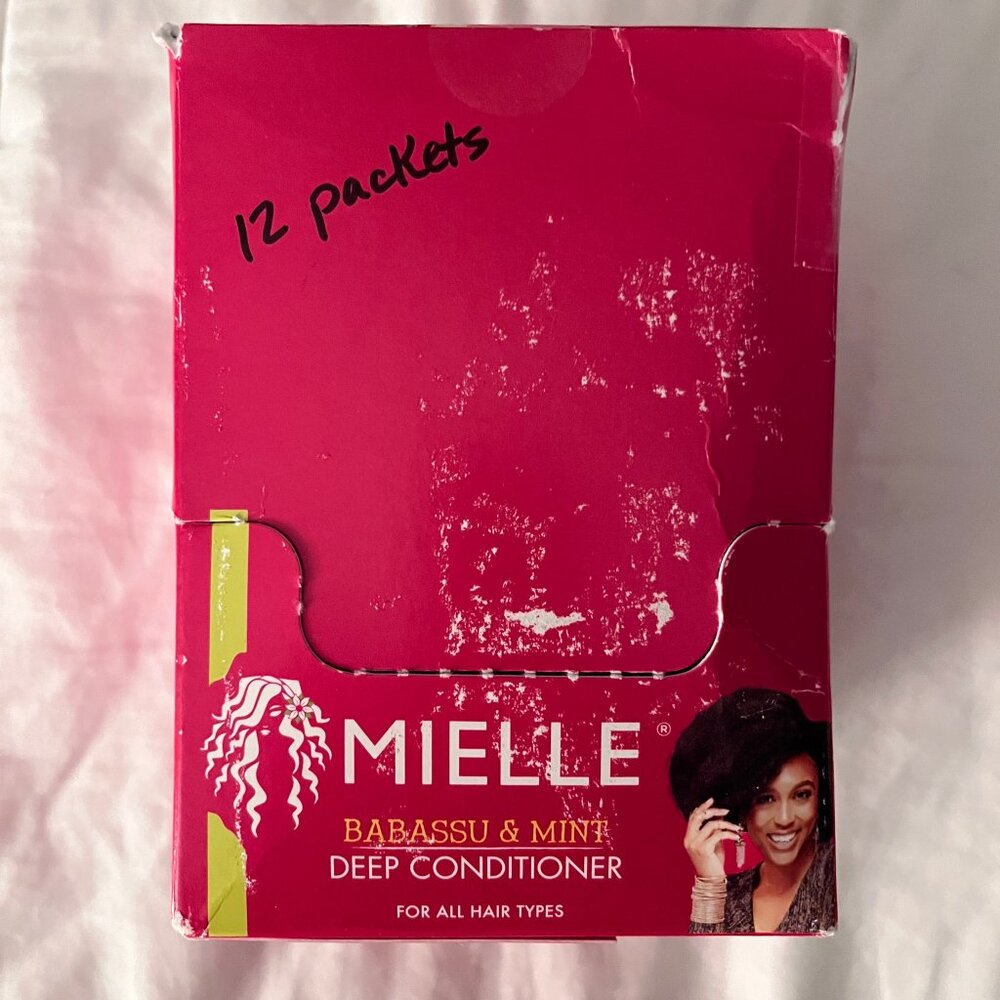 12 packets
MIELLE®
BABASSU & MINT
DEEP CONDITIONER
FOR ALL HAIR TYPES